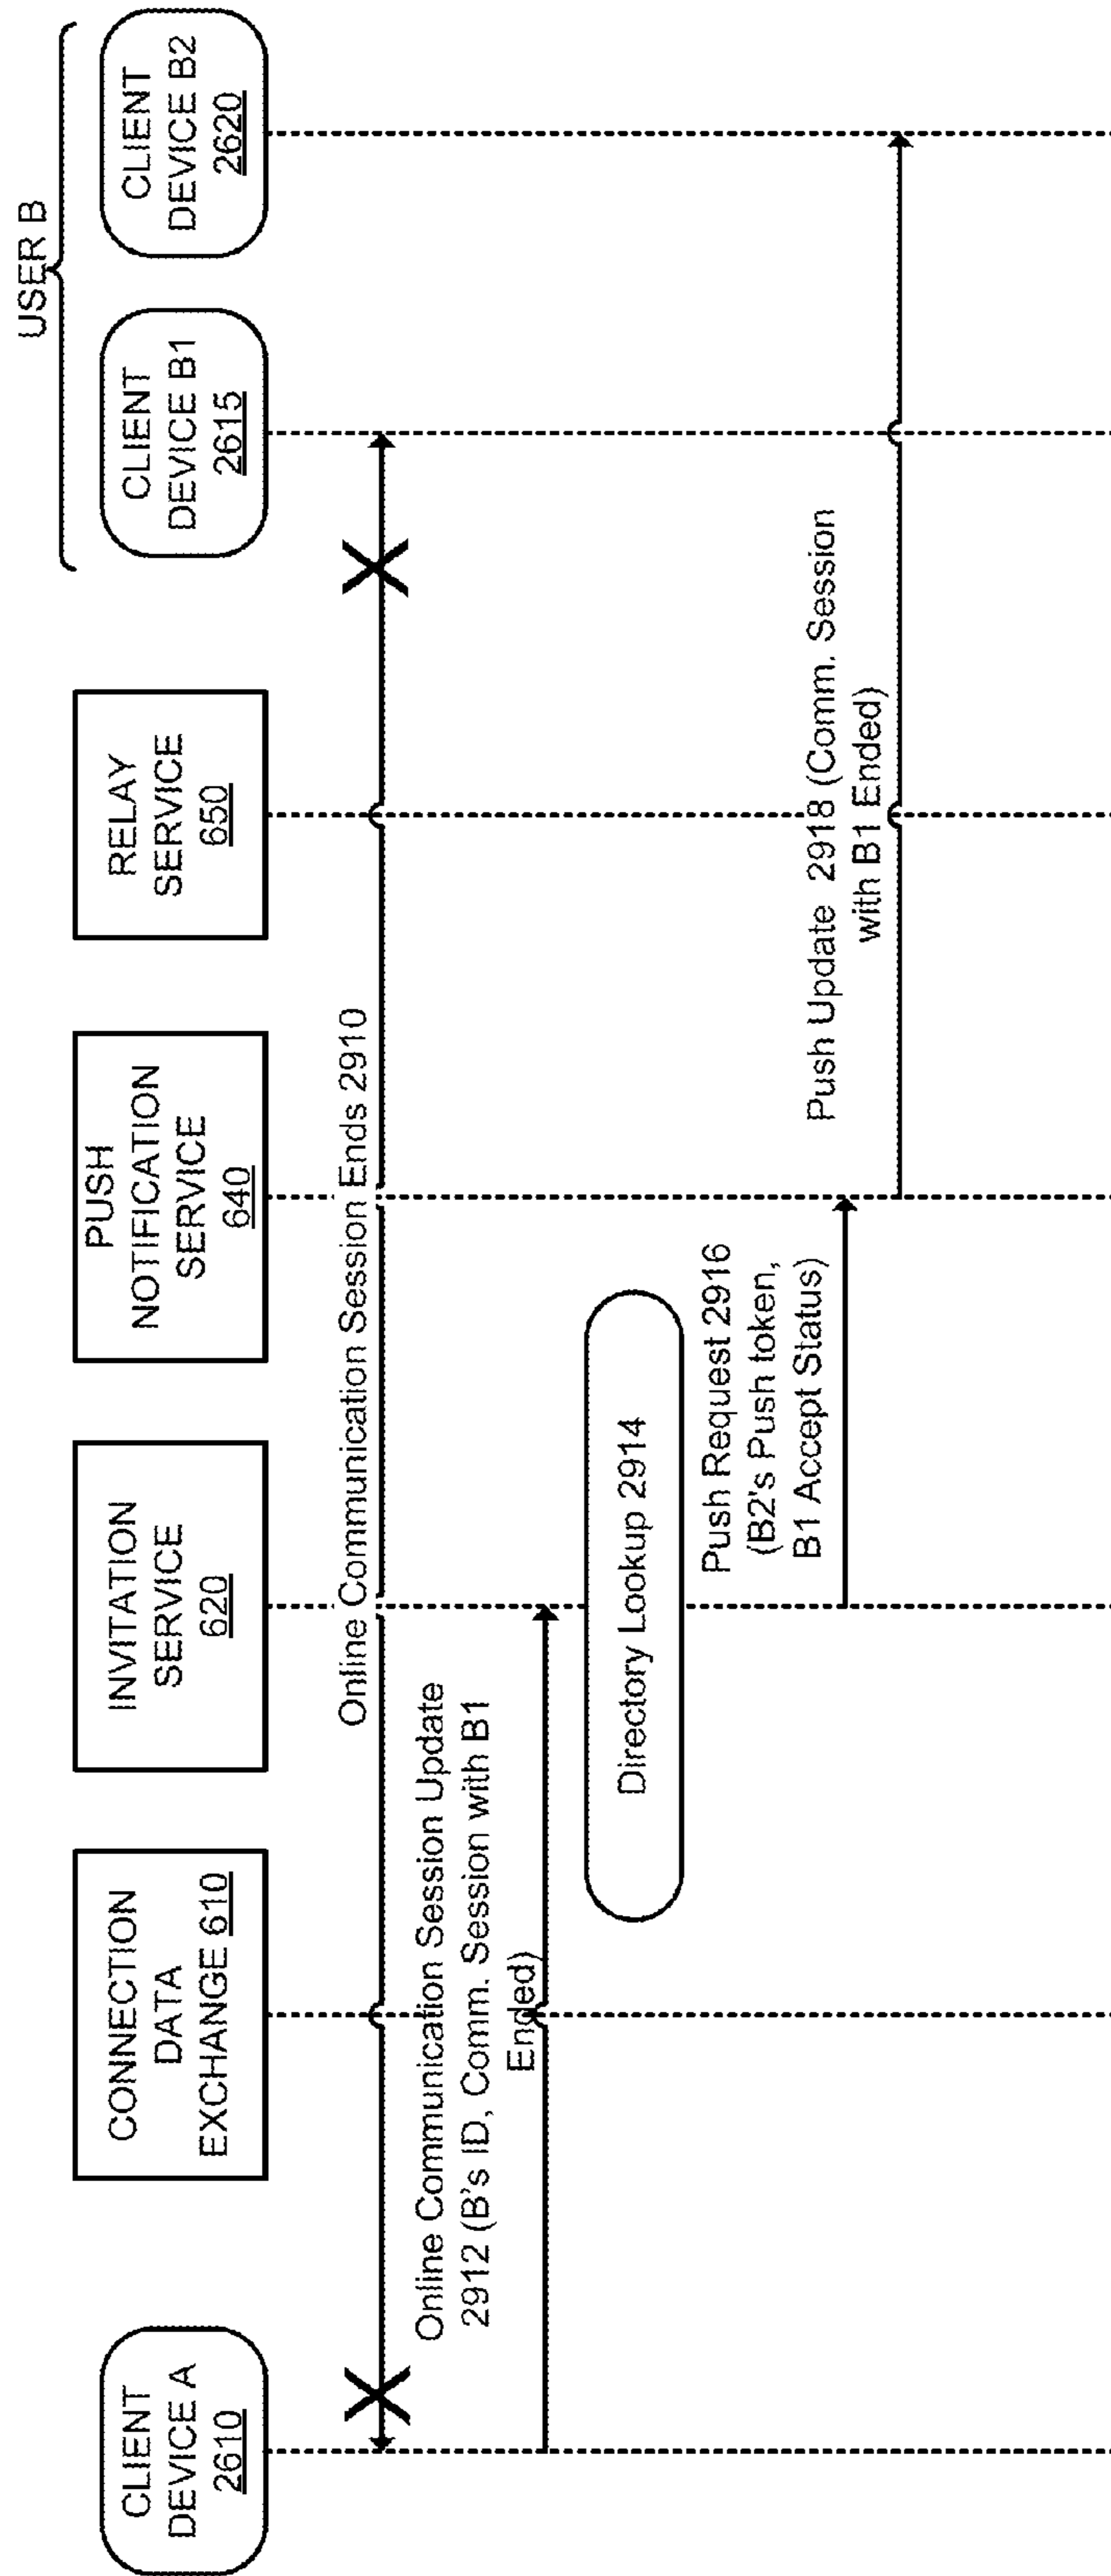 USER B
CLIENT
DEVICE A
2610
CONNECTION
DATA
EXCHANGE 610
INVITATION
SERVICE
620
PUSH
NOTIFICATION
SERVICE
640
RELAY
SERVICE
650
CLIENT
DEVICE B1
2615
CLIENT
DEVICE B2
2620
Online Communication Session Ends 2910
Online Communication Session Update
2912 (B's ID, Comm. Session with B1
Ended)
Directory Lookup 2914
Push Request 2916
(B2's Push token,
B1 Accept Status)
Push Update 2918 (Comm. Session
with B1 Ended)